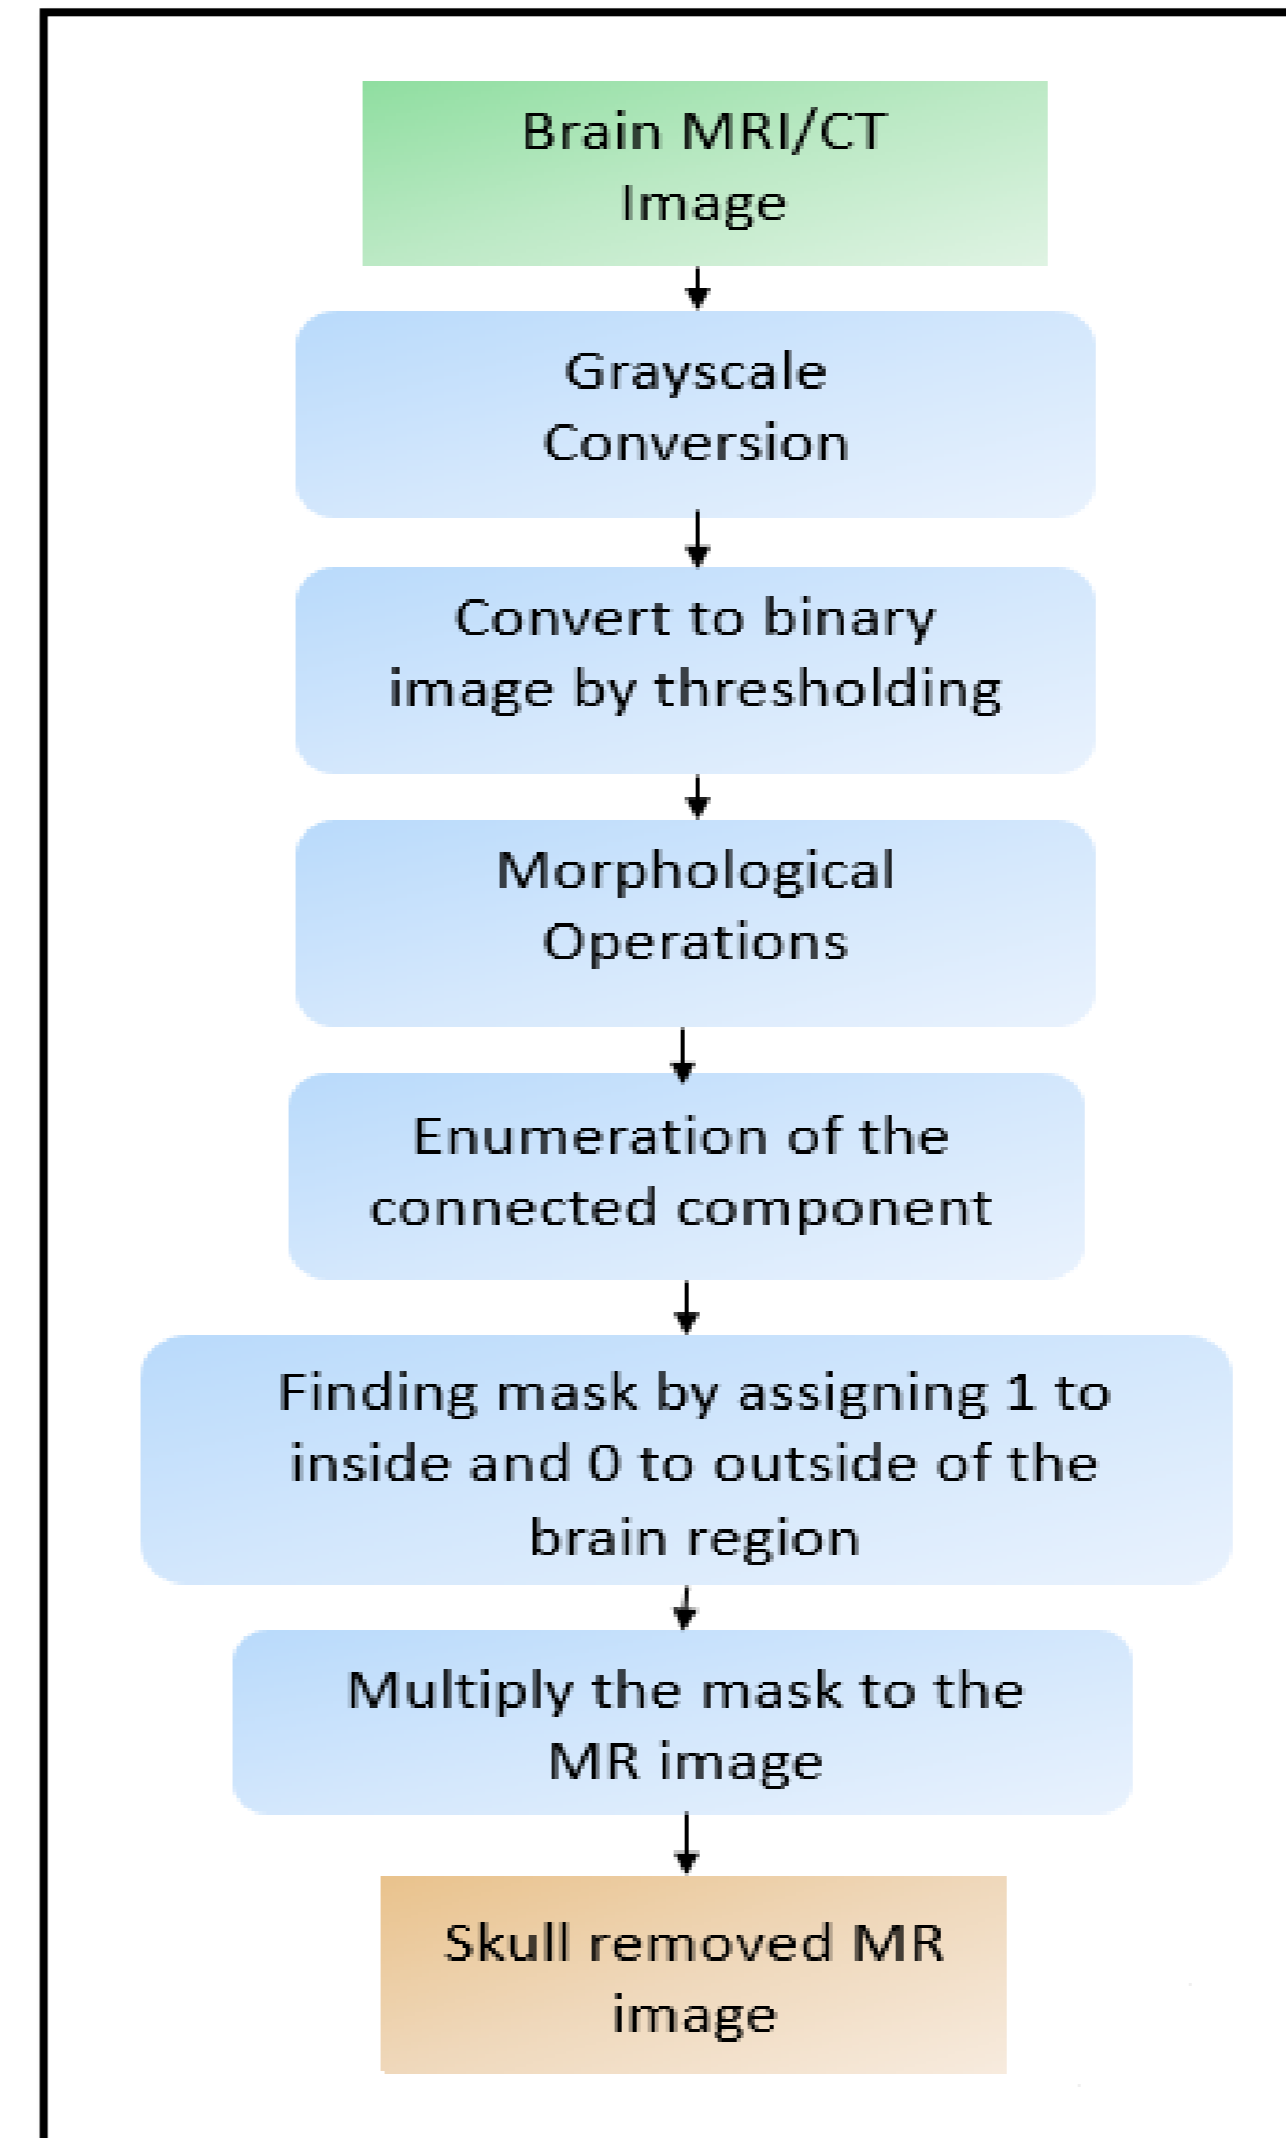 Brain MRI/CT
Image
Grayscale
Conversion
Convert to binary
image by thresholding
Morphological
Operations
Enumeration of the
connected component
Finding mask by assigning 1 to
inside and 0 to outside of the
brain region
Multiply the mask to the
MR image
Skull removed MR
image